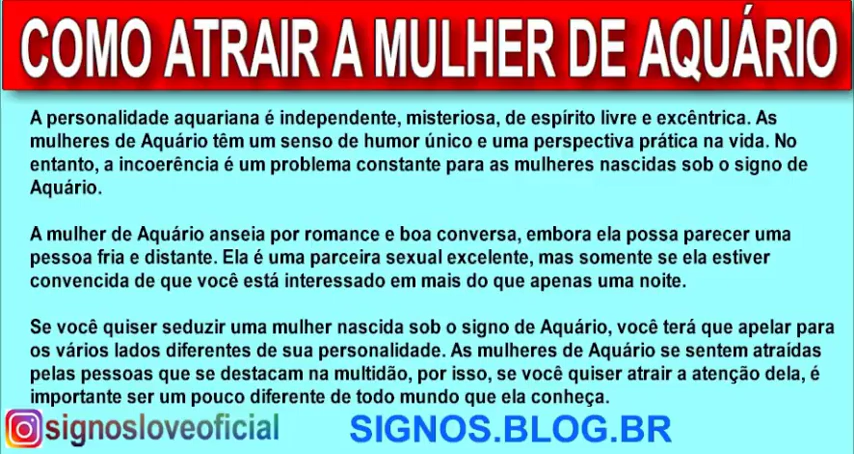 COMO ATRAIR A MULHER DE AQUÁRIO
A personalidade aquariana é independente, misteriosa, de espírito livre e excêntrica. As
mulheres de Aquário têm um senso de humor único e uma perspectiva prática na vida. No
entanto, a incoerência é um problema constante para as mulheres nascidas sob o signo de
Aquário.
A mulher de Aquário anseia por romance e boa conversa, embora ela possa parecer uma
pessoa fria e distante. Ela é uma parceira sexual excelente, mas somente se ela estiver
convencida de que você está interessado em mais do que apenas uma noite.
Se você quiser seduzir uma mulher nascida sob o signo de Aquário, você terá que apelar para
os vários lados diferentes de sua personalidade. As mulheres de Aquário se sentem atraídas
pelas pessoas que se destacam na multidão, por isso, se você quiser atrair a atenção dela, é
importante ser um pouco diferente de todo mundo que ela conheça.
signosloveoficial SIGNOS.BLOG.BR